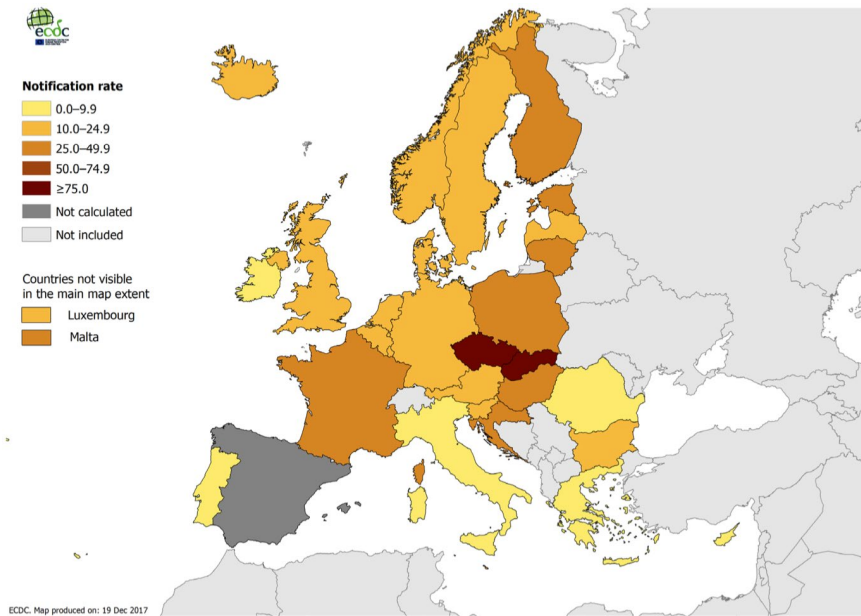 ecdc
Notification rate
0.0–9.9
10.0–24.9
25.0–49.9
50.0–74.9
≥75.0
Not calculated
Not included
Countries not visible
in the main map extent
Luxembourg
Malta
ECDC. Map produced on: 19 Dec 2017